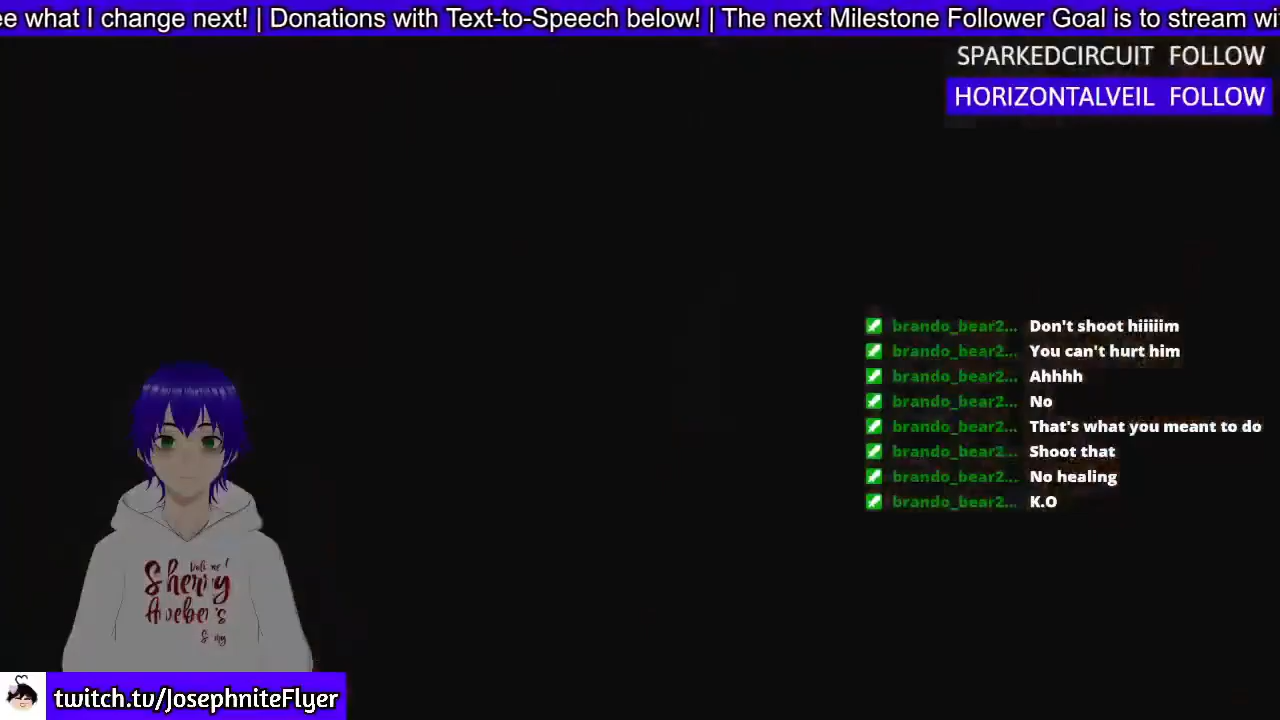 ee what I change next! | Donations with Text-to-Speech below! | The next Milestone Follower Goal is to stream wi
SPARKEDCIRCUIT FOLLOW
HORIZONTALVEIL FOLLOW
brando_bear2... Don't shoot hiiiiim
brando_bear2... You can't hurt him
brando_bear2... Ahhhh
brando_bear2... No
brando_bear2... That's what you meant to do
brando_bear2... Shoot that
brando_bear2... No healing
brando_bear2... K.O
Sherry
twitch.tv/JosephniteFlyer